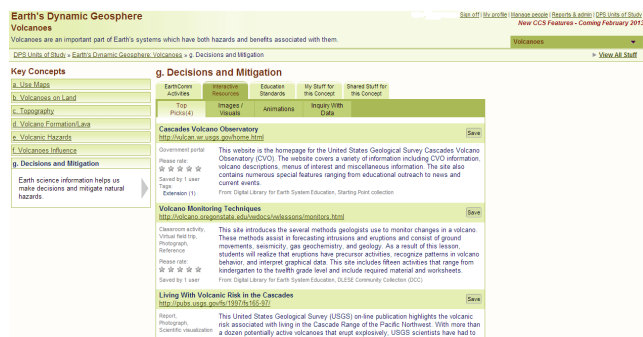 Earth's Dynamic Geosphere
Sign off | My profile | Manage people | Reports & admin | DPS Units of Study
New CCS Features - Coming February 2013
Volcanoes
Volcanoes are an important part of Earth's systems which have both hazards and benefits associated with them.
Volcanoes
DPS Units of Study » Earth's Dynamic Geosphere: Volcanoes » g. Decisions and Mitigation
View All Stuff
Key Concepts
a. Use Maps
b. Volcanoes on Land
c. Topography
d. Volcano Formation/Lava
e. Volcanic Hazards
f. Volcanoes Influence
g. Decisions and Mitigation
Earth science information helps us
make decisions and mitigate natural
hazards.
g. Decisions and Mitigation
EarthComm Activities
Interactive Resources
Education Standards
My Stuff for this Concept
Shared Stuff for this Concept
Top Picks(4)
Images / Visuals
Animations
Inquiry With Data
Cascades Volcano Observatory
http://vulcan.wr.usgs.gov/home.html
Save
Government portal
Please rate:
Saved by 1 user
Tags:
Extension (1)
This website is the homepage for the United States Geological Survey Cascades Volcano
Observatory (CVO). The website covers a variety of information including CVO information,
volcano descriptions, menus of interest and miscellaneous information. The site also
contains numerous special features ranging from educational outreach to news and
current events.
From: Digital Library for Earth System Education, Starting Point collection
Volcano Monitoring Techniques
http://volcano.oregonstate.edu/vwdocs/vwlessons/monitors.html
Save
Classroom activity,
Virtual field trip,
Photograph,
Reference
Please rate:
Saved by 1 user
This site introduces the several methods geologists use to monitor changes in a volcano.
These methods assist in forecasting intrusions and eruptions and consist of ground
movements, seismicity, gas geochemistry, and geology. As a result of this lesson,
students will realize that eruptions have precursor activities, recognize patterns in volcano
behavior, and interpret graphical data. This site includes fifteen activities that range from
kindergarten to the twelfth grade level and include required material and worksheets.
From: Digital Library for Earth System Education, DLESE Community Collection (DCC)
Living With Volcanic Risk in the Cascades
http://pubs.usgs.gov/fs/1997/fs165-97/
Save
Report,
Photograph,
Scientific visualization
This United States Geological Survey (USGS) on-line publication highlights the volcanic
risk associated with living in the Cascade Range of the Pacific Northwest. With more than
a dozen potentially active volcanoes that erupt explosively, USGS scientists have had to